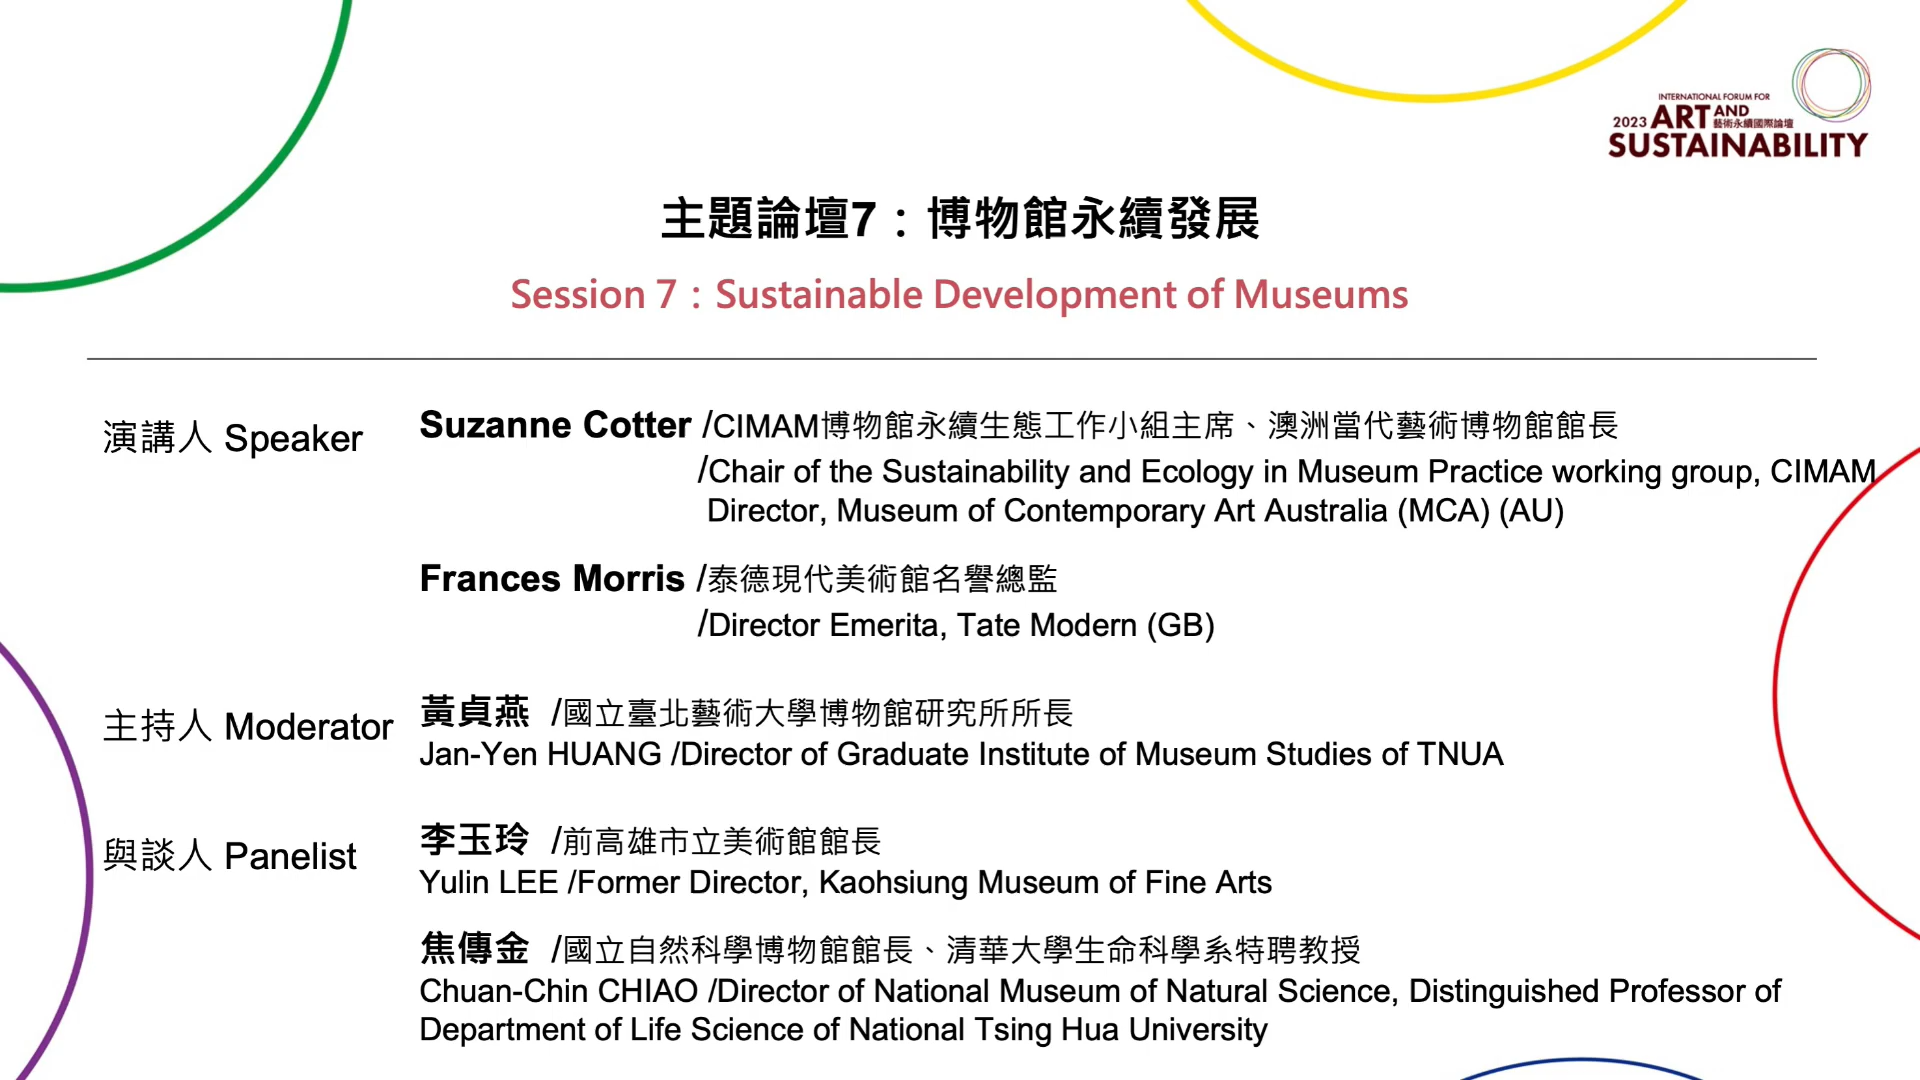 INTERNATIONAL FORUM FOR
2023 ART AND
藝術永續國際論壇
SUSTAINABILITY
主題論壇7：博物館永續發展
Session 7：Sustainable Development of Museums
演講人 Speaker
Suzanne Cotter /CIMAM博物館永續生態工作小組主席、澳洲當代藝術博物館館長
/Chair of the Sustainability and Ecology in Museum Practice working group, CIMAM
Director, Museum of Contemporary Art Australia (MCA) (AU)
Frances Morris /泰德現代美術館名譽總監
/Director Emerita, Tate Modern (GB)
主持人 Moderator
黃貞燕 /國立臺北藝術大學博物館研究所所長
Jan-Yen HUANG /Director of Graduate Institute of Museum Studies of TNUA
與談人 Panelist
李玉玲 /前高雄市立美術館館長
Yulin LEE /Former Director, Kaohsiung Museum of Fine Arts
焦傳金 /國立自然科學博物館館長、清華大學生命科學系特聘教授
Chuan-Chin CHIAO /Director of National Museum of Natural Science, Distinguished Professor of
Department of Life Science of National Tsing Hua University